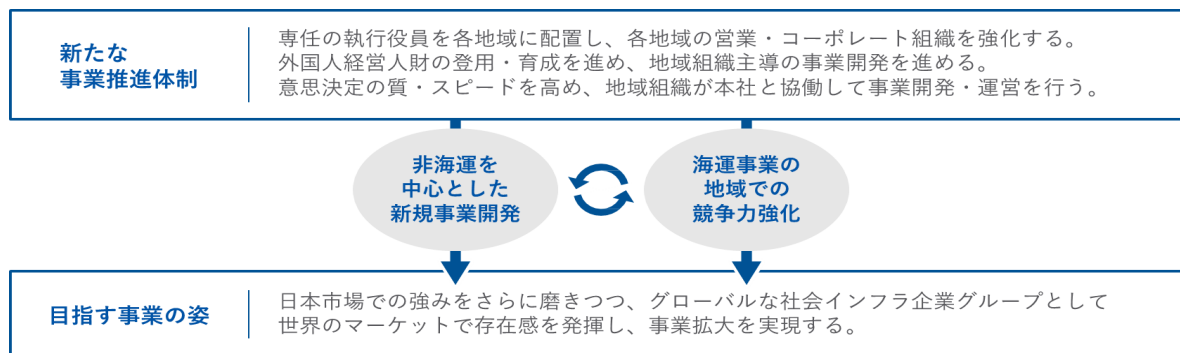 新たな
事業推進体制
専任の執行役員を各地域に配置し、各地域の営業・コーポレート組織を強化する。
外国人経営人財の登用・育成を進め、地域組織主導の事業開発を進める。
意思決定の質・スピードを高め、地域組織が本社と協働して事業開発・運営を行う。
非海運を
中心とした
新規事業開発
海運事業の
地域での
競争力強化
目指す事業の姿
日本市場での強みをさらに磨きつつ、グローバルな社会インフラ企業グループとして
世界のマーケットで存在感を発揮し、事業拡大を実現する。